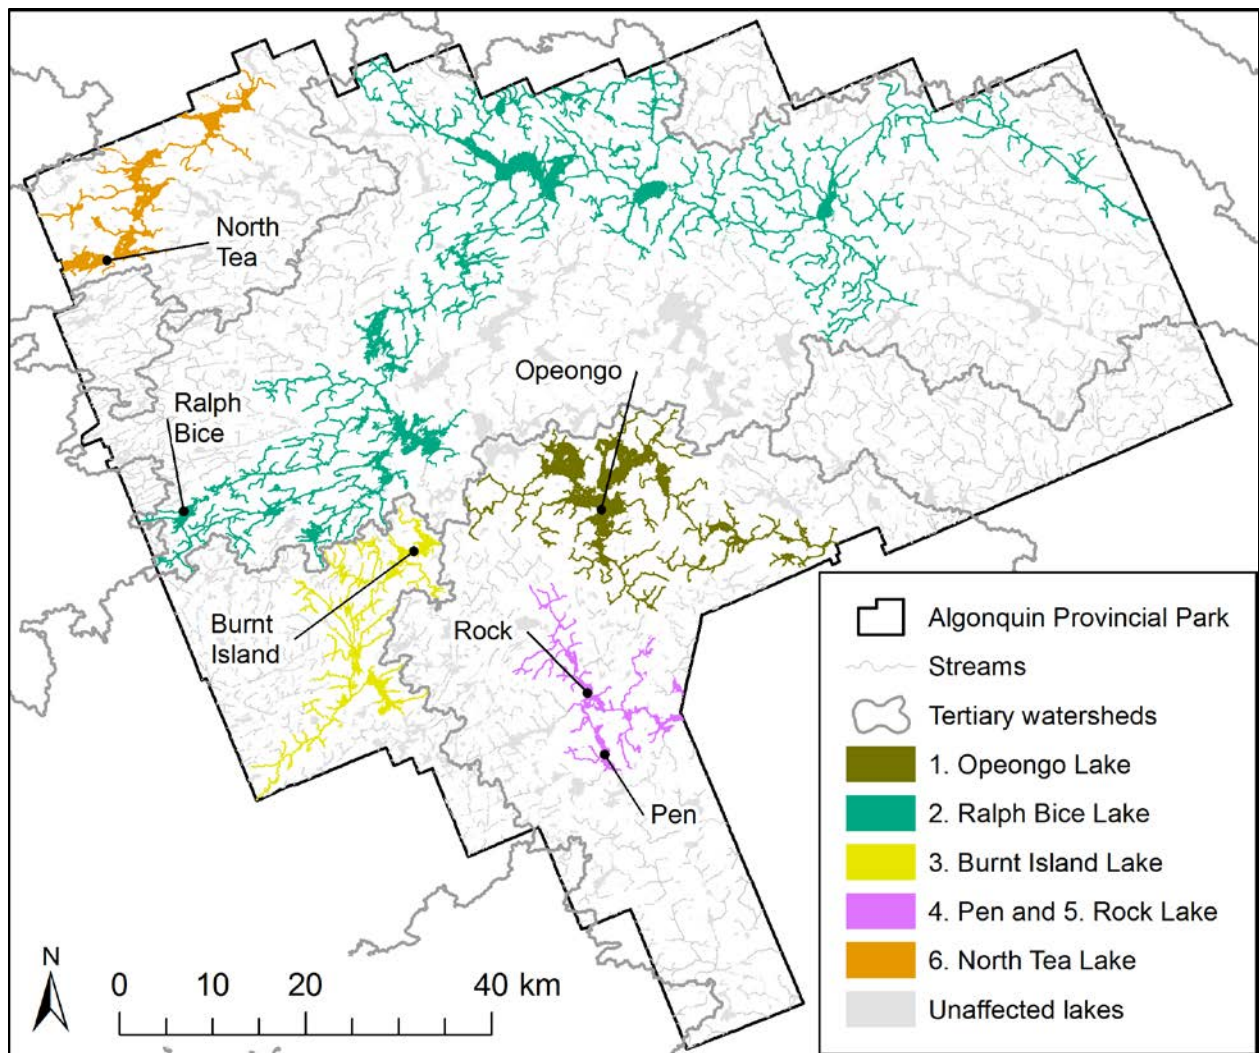 North
Tea
Opeongo
Ralph
Bice
Burnt
Island
Rock
Pen
N
0 10 20 40 km
Algonquin Provincial Park
Streams
Tertiary watersheds
1. Opeongo Lake
2. Ralph Bice Lake
3. Burnt Island Lake
4. Pen and 5. Rock Lake
6. North Tea Lake
Unaffected lakes